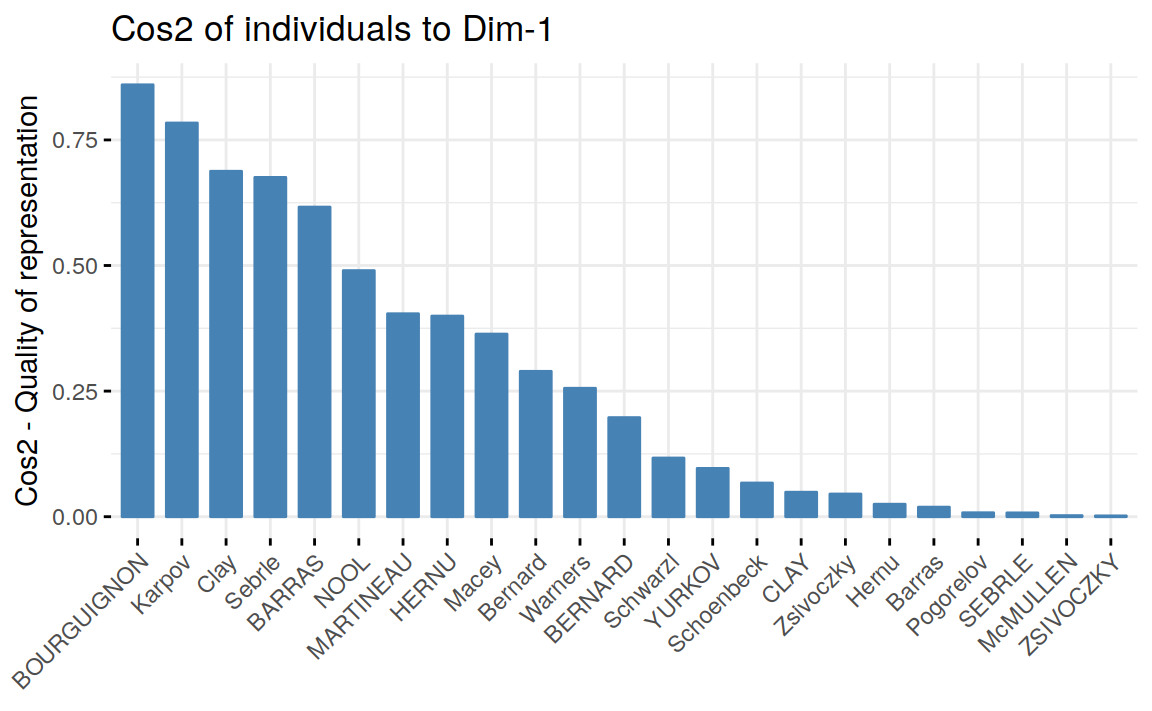 Cos2 of individuals to Dim-1
Cos2 - Quality of representation
0.75
0.50
0.25
0.00
BOURGUIGNON
Karpov
Clay
Sebrle
BARRAS
NOOL
MARTINEAU
HERNU
Macey
Bernard
Warners
BERNARD
Schwarzl
YURKOV
Schoenbeck
CLAY
Zsivoczky
Hernu
Barras
Pogorelov
SEBRLE
McMULLEN
ZSIVOCZKY